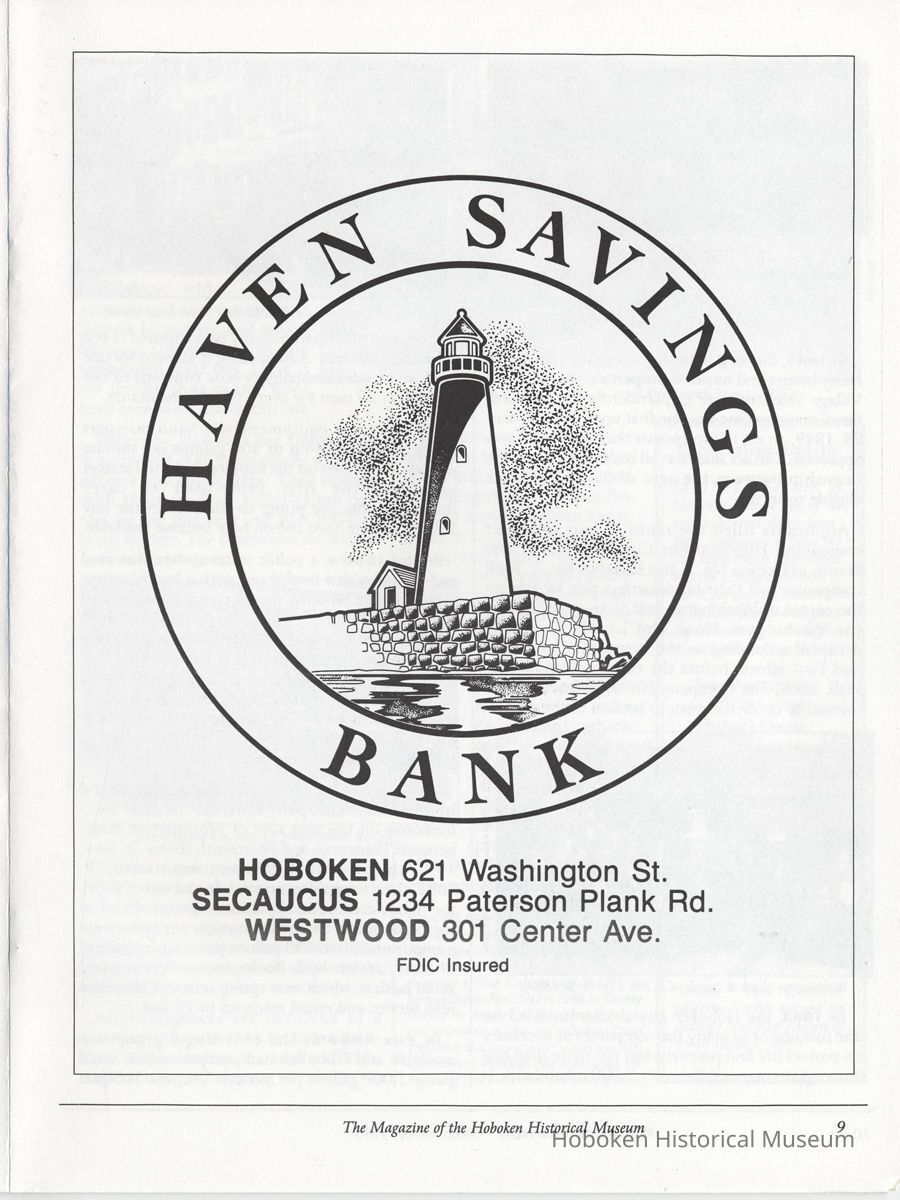 HAVEN SAVINGS
BANK
HOBOKEN 621 Washington St.
SECAUCUS 1234 Paterson Plank Rd.
WESTWOOD 301 Center Ave.
FDIC Insured
The Magazine of the Hoboken Historical Museum 9
Hoboken Historical Museum